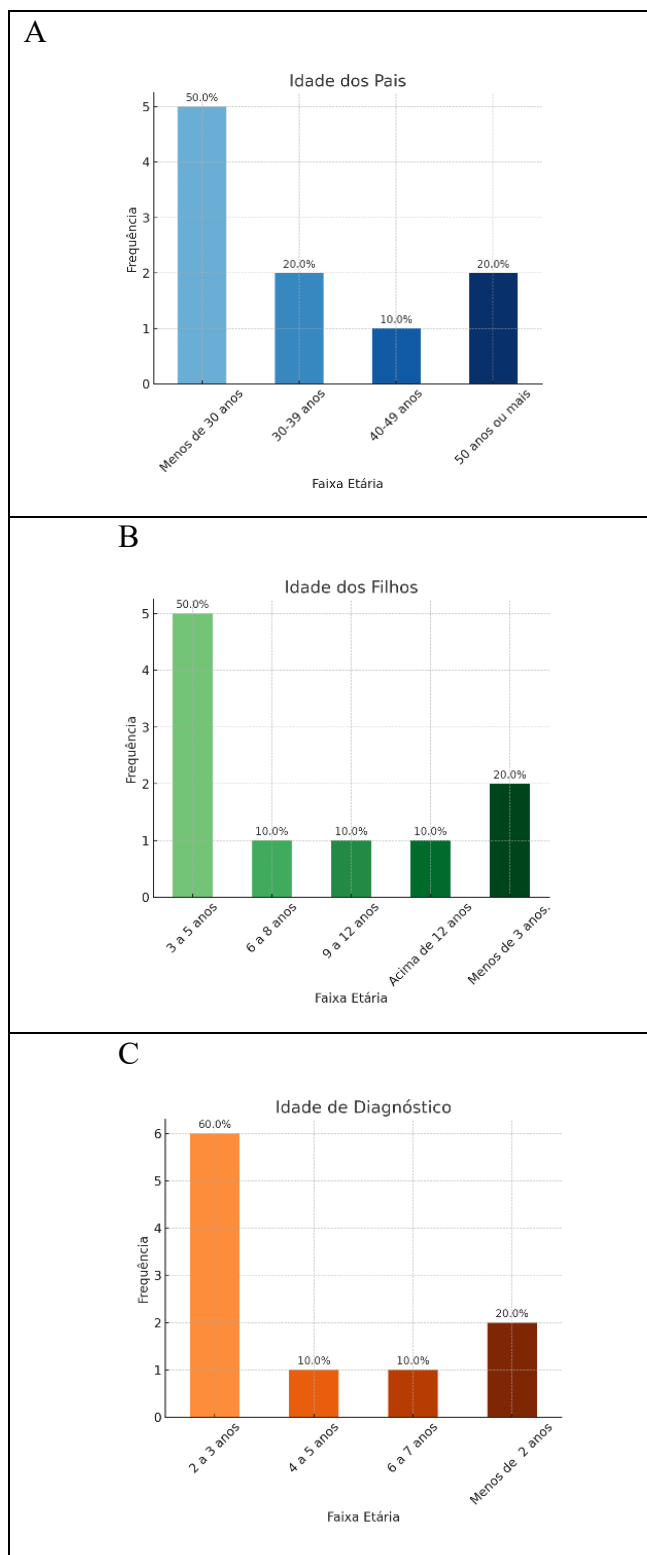 A
Idade dos Pais
50.0%
20.0%
10.0%
20.0%
5
4
3
2
1
0
Frequência
Menos de 30 anos
30-39 anos
40-49 anos
50 anos ou mais
Faixa Etária
B
Idade dos Filhos
50.0%
10.0%
10.0%
10.0%
20.0%
5
4
3
2
1
0
Frequência
3 a 5 anos
6 a 8 anos
9 a 12 anos
Acima de 12 anos
Menos de 3 anos.
Faixa Etária
C
Idade de Diagnóstico
60.0%
10.0%
10.0%
20.0%
6
5
4
3
2
1
0
Frequência
2 a 3 anos
4 a 5 anos
6 a 7 anos
Menos de  2 anos
Faixa Etária